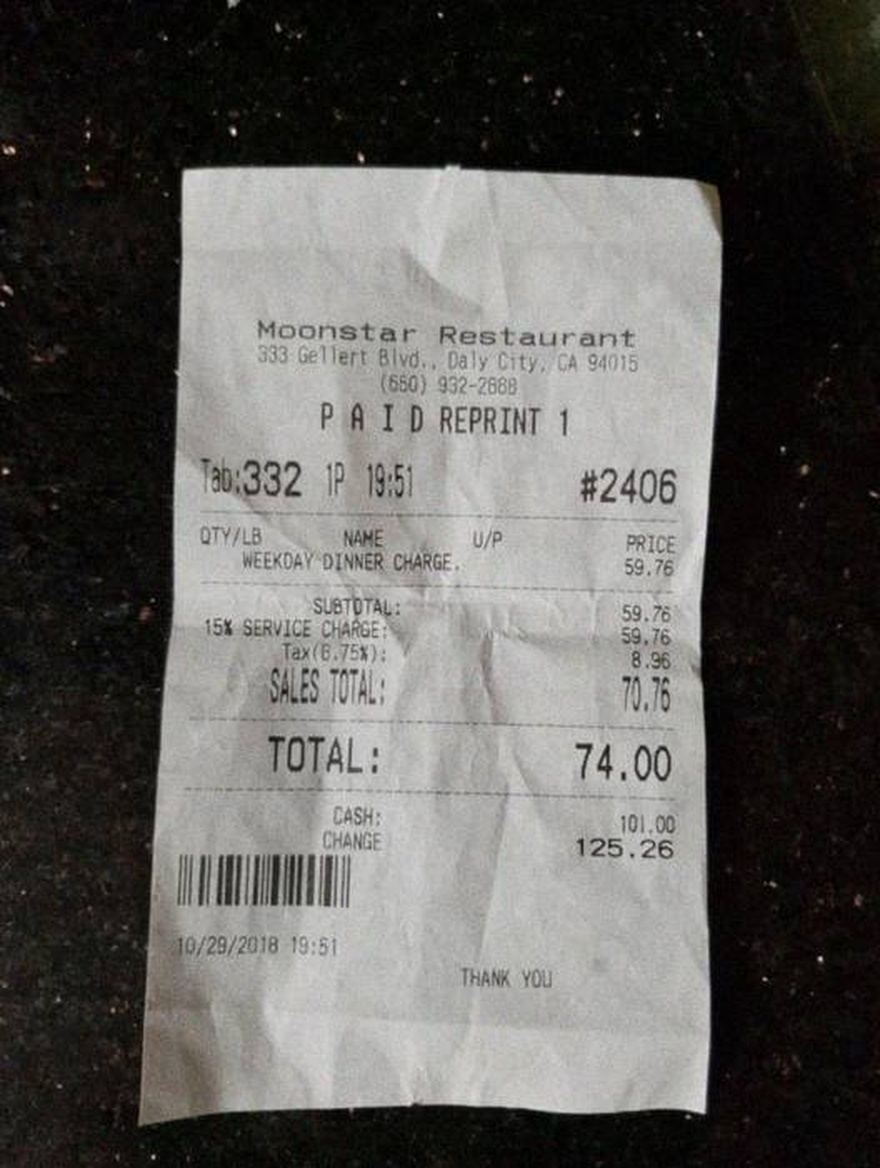 Moonstar Restaurant
333 Gellert Blvd., Daly City, CA 94015
(650) 932-2888
P A I D REPRINT 1
Tab:332 1P 19:51 #2406
QTY/LB NAME U/P PRICE
WEEKDAY DINNER CHARGE. 59.76
SUBTOTAL: 59.76
15% SERVICE CHARGE: 59.76
Tax(8.75%): 8.96
SALES TOTAL: 70.76
TOTAL: 74.00
CASH: 101.00
CHANGE 125.26
10/29/2018 19:51
THANK YOU